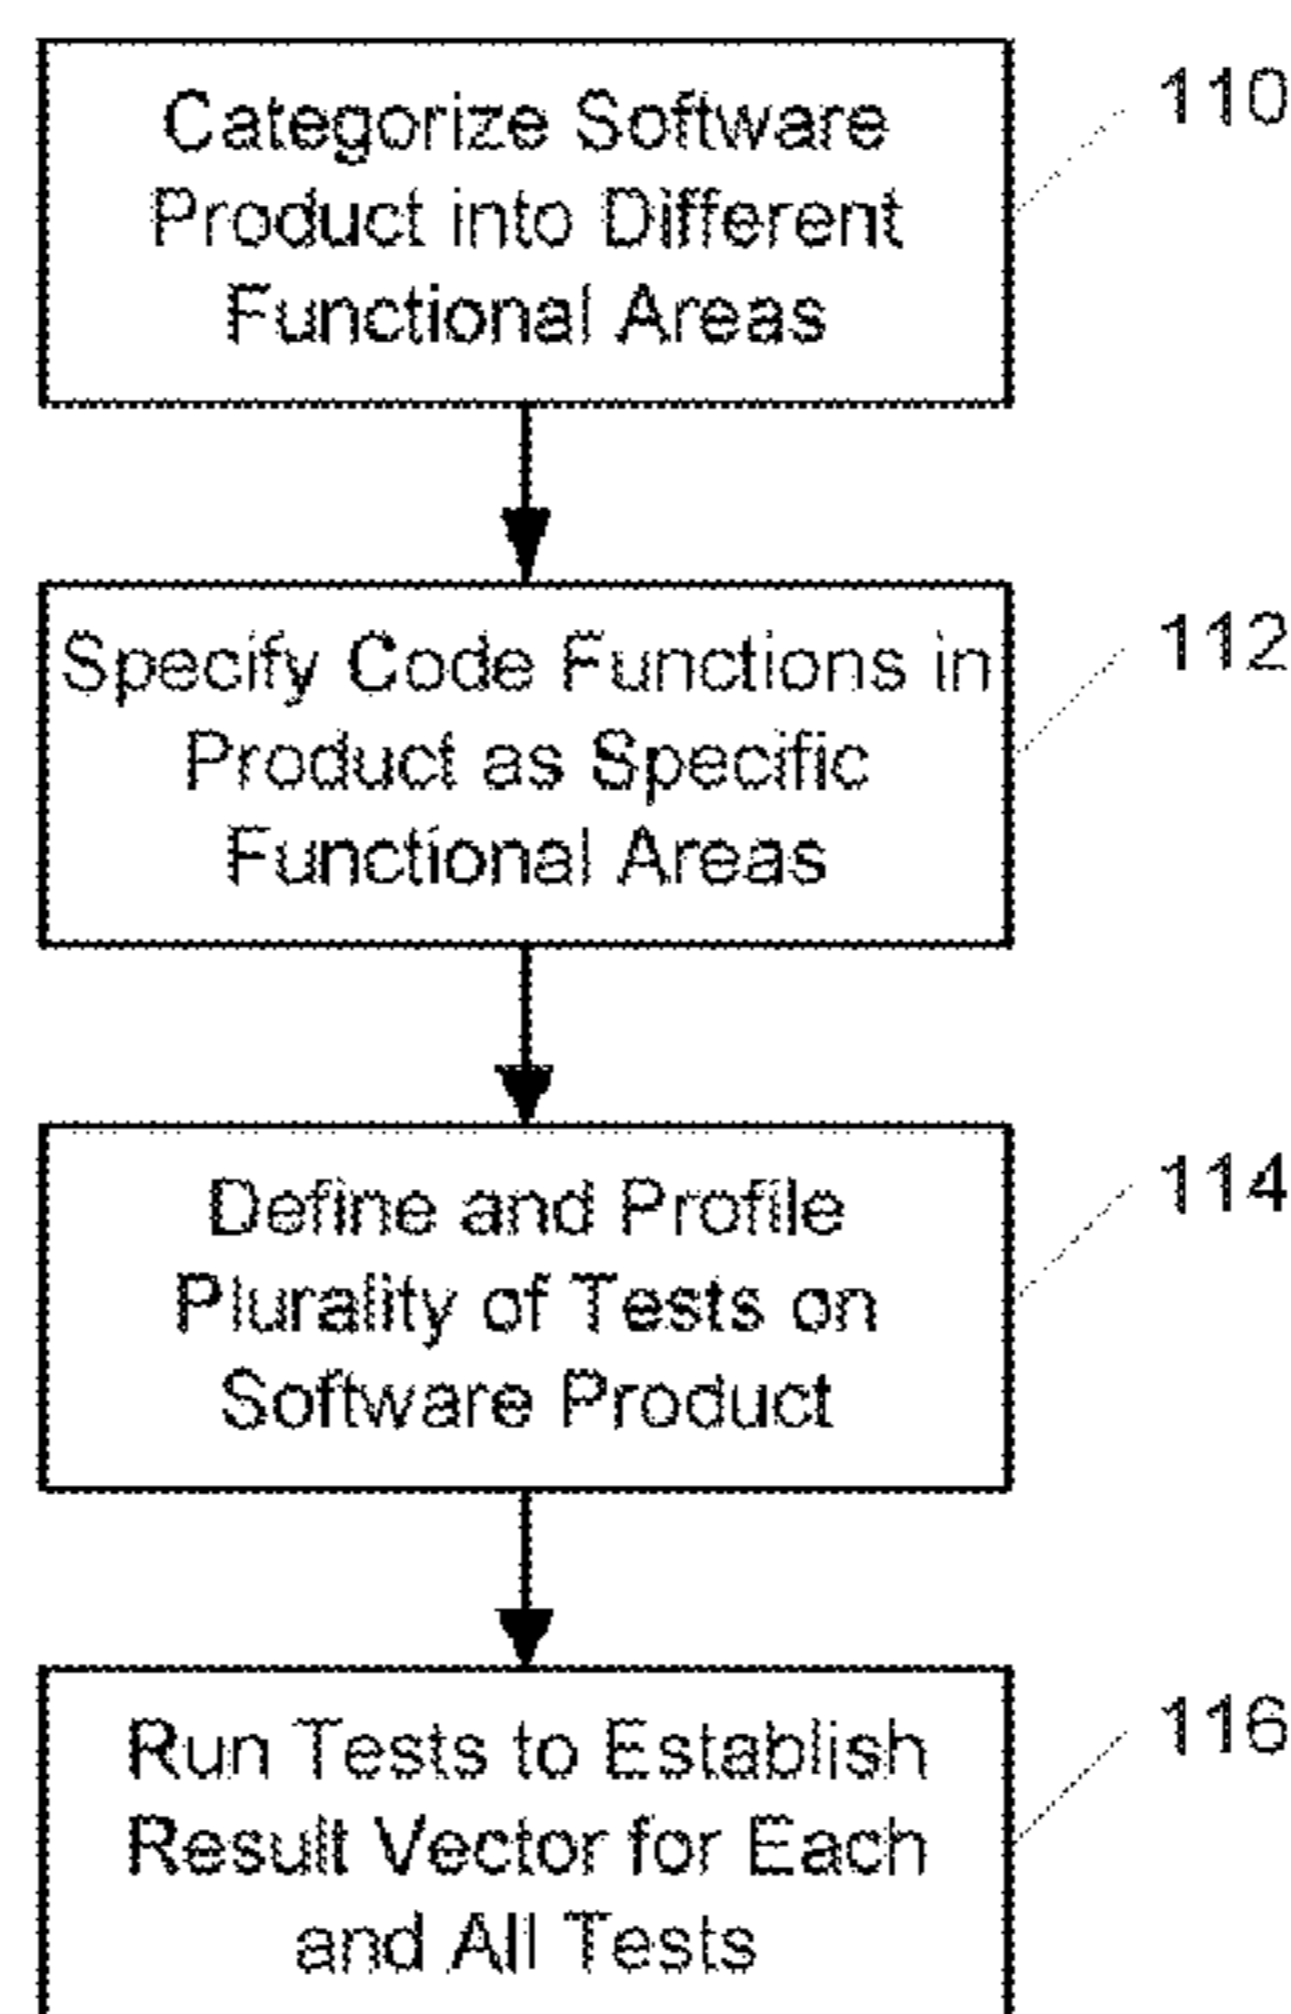 Categorize Software
Product into Different
Functional Areas
110
Specify Code Functions in
Product as Specific
Functional Areas
112
Define and Profile
Plurality of Tests on
Software Product
114
Run Tests to Establish
Result Vector for Each
and All Tests
116